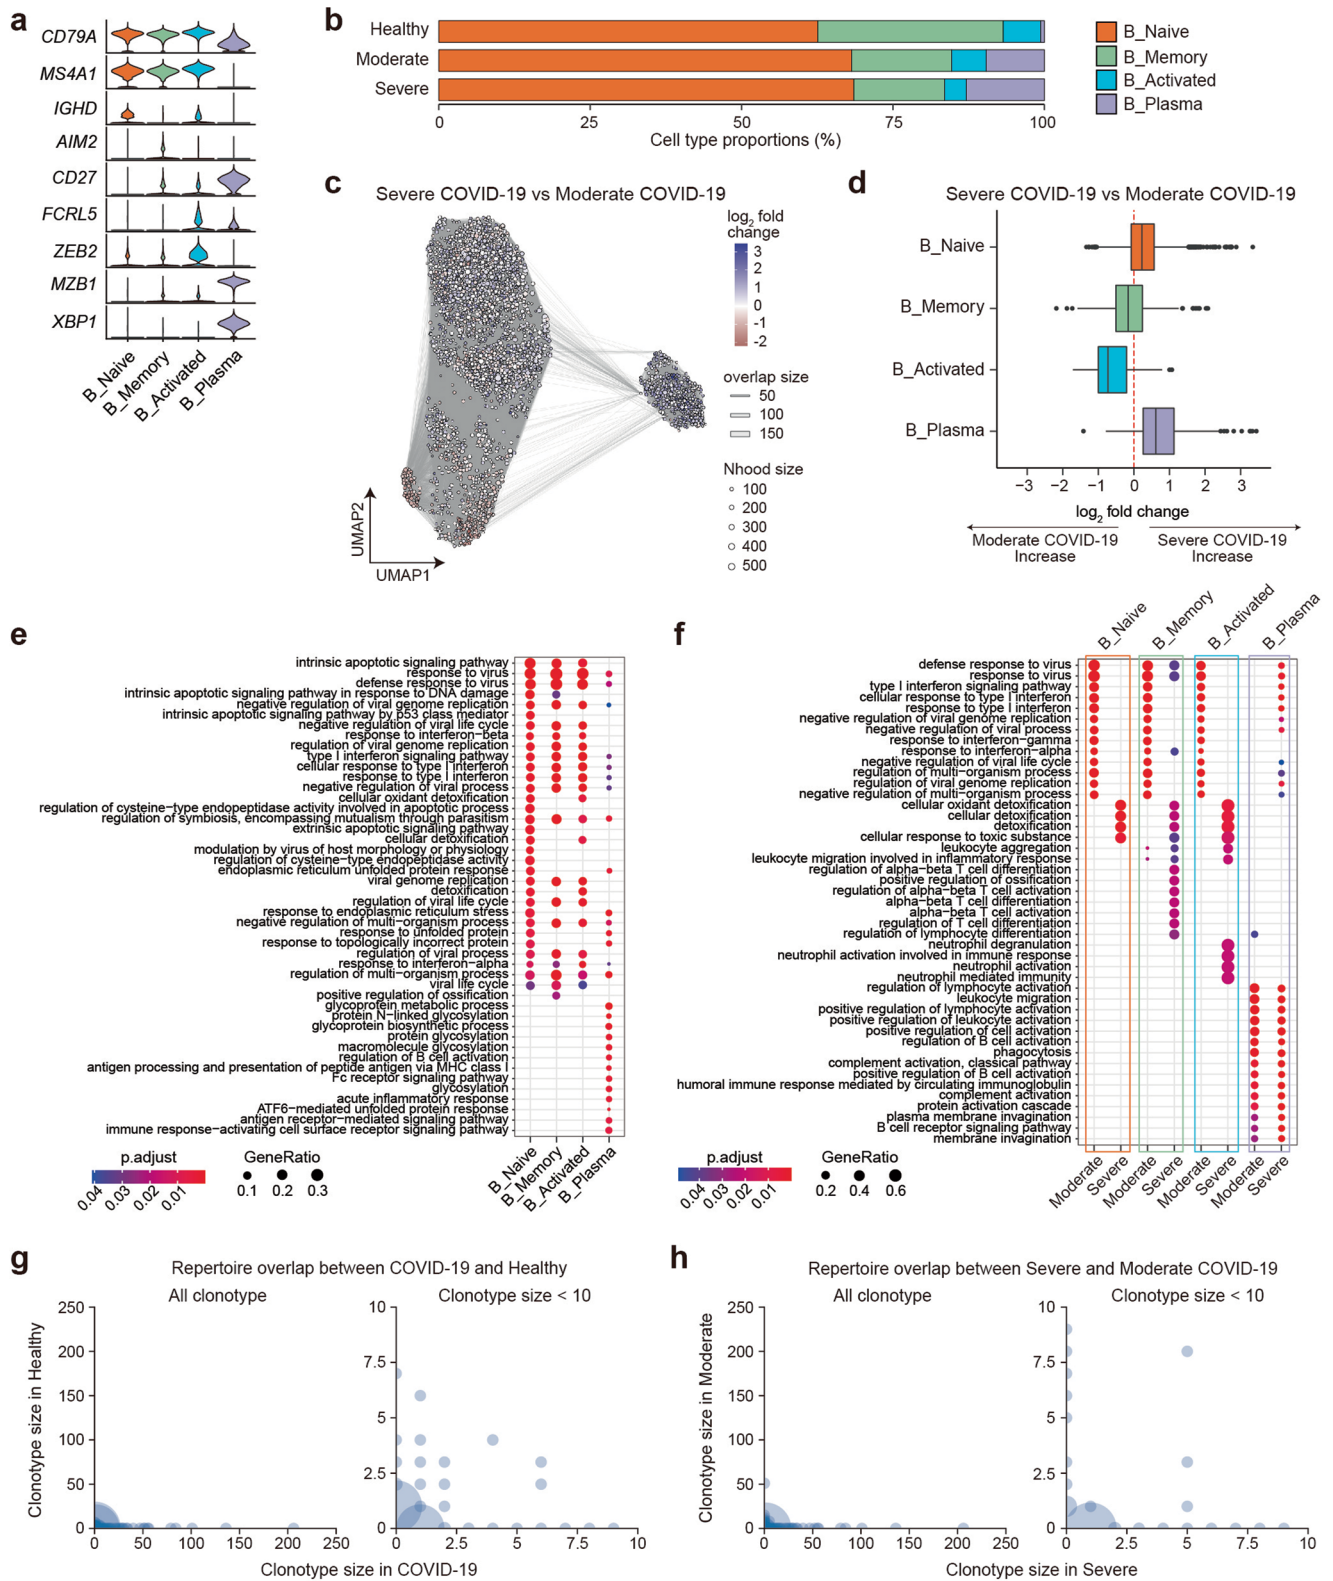 a
CD79A
MS4A1
IGHD
AIM2
CD27
FCRL5
ZEB2
MZB1
XBP1
B_Naive
B_Memory
B_Activated
B_Plasma
b
Healthy
Moderate
Severe
0 25 50 75 100
Cell type proportions (%)
B_Naive
B_Memory
B_Activated
B_Plasma
c
Severe COVID-19 vs Moderate COVID-19
log2 fold
change
3
2
1
0
-1
-2
overlap size
50
100
150
Nhood size
100
200
300
400
500
UMAP2
UMAP1
d
Severe COVID-19 vs Moderate COVID-19
B_Naive
B_Memory
B_Activated
B_Plasma
−3 −2 −1 0 1 2 3
log2 fold change
Moderate COVID-19
Increase
Severe COVID-19
Increase
e
intrinsic apoptotic signaling pathway
response to virus
defense response to virus
intrinsic apoptotic signaling pathway in response to DNA damage
negative regulation of viral genome replication
intrinsic apoptotic signaling pathway by p53 class mediator
negative regulation of viral life cycle
response to interferon−beta
regulation of viral genome replication
type I interferon signaling pathway
cellular response to type I interferon
response to type I interferon
negative regulation of viral process
cellular oxidant detoxification
regulation of cysteine−type endopeptidase activity involved in apoptotic process
regulation of symbiosis, encompassing mutualism through parasitism
extrinsic apoptotic signaling pathway
cellular detoxification
modulation by virus of host morphology or physiology
regulation of cysteine−type endopeptidase activity
endoplasmic reticulum unfolded protein response
viral genome replication
detoxification
regulation of viral life cycle
response to endoplasmic reticulum stress
negative regulation of multi−organism process
response to unfolded protein
response to topologically incorrect protein
regulation of viral process
response to interferon−alpha
regulation of multi−organism process
viral life cycle
positive regulation of ossification
glycoprotein metabolic process
protein N−linked glycosylation
glycoprotein biosynthetic process
protein glycosylation
macromolecule glycosylation
regulation of B cell activation
antigen processing and presentation of peptide antigen via MHC class I
Fc receptor signaling pathway
glycosylation
acute inflammatory response
ATF6−mediated unfolded protein response
antigen receptor−mediated signaling pathway
immune response−activating cell surface receptor signaling pathway
B_Naive
B_Memory
B_Activated
B_Plasma
p.adjust
0.04 0.03 0.02 0.01
GeneRatio
0.1 0.2 0.3
f
B_Naive
B_Memory
B_Activated
B_Plasma
defense response to virus
response to virus
type I interferon signaling pathway
cellular response to type I interferon
response to type I interferon
negative regulation of viral genome replication
negative regulation of viral process
response to interferon−gamma
response to interferon−alpha
negative regulation of viral life cycle
regulation of multi−organism process
regulation of viral genome replication
negative regulation of multi−organism process
cellular oxidant detoxification
cellular detoxification
detoxification
cellular response to toxic substance
leukocyte aggregation
leukocyte migration involved in inflammatory response
regulation of alpha−beta T cell differentiation
positive regulation of ossification
regulation of alpha−beta T cell activation
alpha−beta T cell differentiation
alpha−beta T cell activation
regulation of T cell differentiation
regulation of lymphocyte differentiation
neutrophil degranulation
neutrophil activation involved in immune response
neutrophil activation
neutrophil mediated immunity
regulation of lymphocyte activation
leukocyte migration
positive regulation of lymphocyte activation
positive regulation of leukocyte activation
positive regulation of cell activation
regulation of B cell activation
phagocytosis
complement activation, classical pathway
positive regulation of B cell activation
humoral immune response mediated by circulating immunoglobulin
complement activation
protein activation cascade
plasma membrane invagination
B cell receptor signaling pathway
membrane invagination
Moderate
Severe
Moderate
Severe
Moderate
Severe
Moderate
Severe
p.adjust
0.04 0.03 0.02 0.01
GeneRatio
0.2 0.4 0.6
g
Repertoire overlap between COVID-19 and Healthy
All clonotype
Clonotype size < 10
Clonotype size in Healthy
250
200
150
100
50
0
0 50 100 150 200 250
10
7.5
5
2.5
0
0 2.5 5 7.5 10
Clonotype size in COVID-19
h
Repertoire overlap between Severe and Moderate COVID-19
All clonotype
Clonotype size < 10
Clonotype size in Moderate
250
200
150
100
50
0
0 50 100 150 200 250
10
7.5
5
2.5
0
0 2.5 5 7.5 10
Clonotype size in Severe